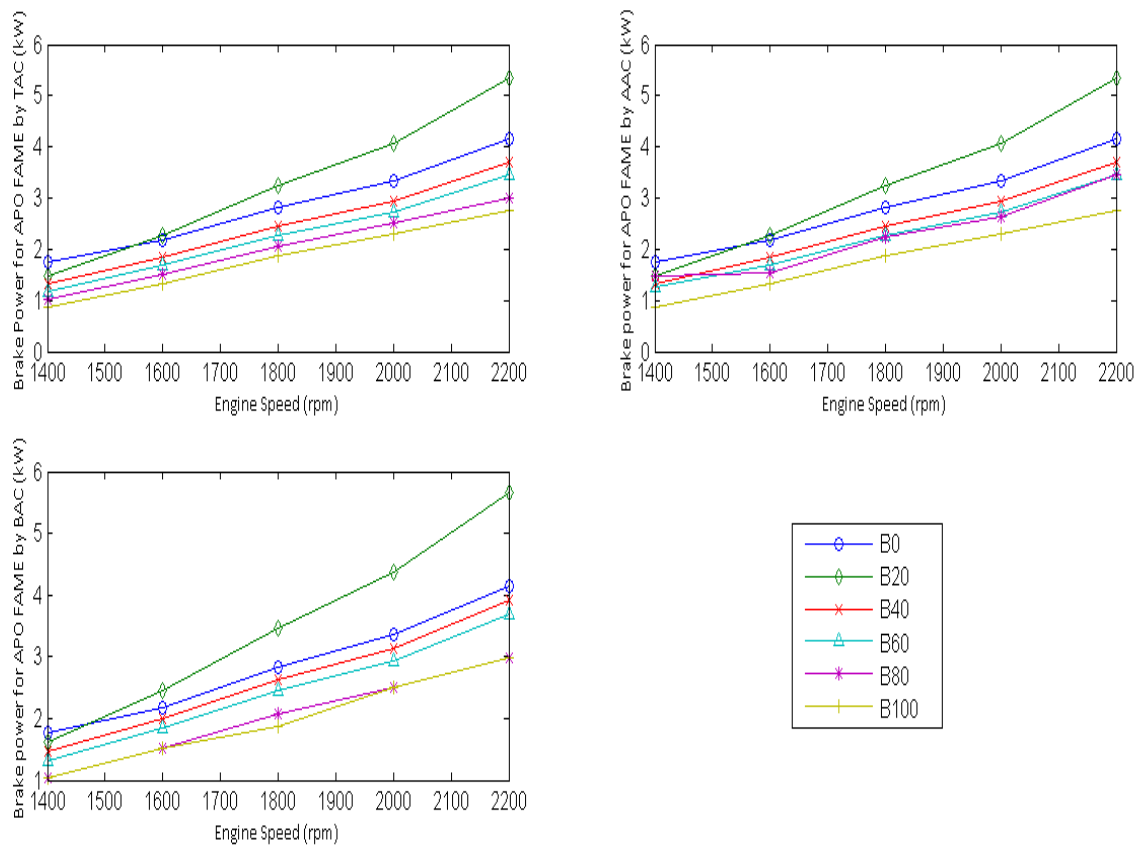 Brake Power for APO FAME by TAC (kW)
6
5
4
3
2
1
0
1400 1500 1600 1700 1800 1900 2000 2100 2200
Engine Speed (rpm)
Brake power for APO FAME by AAC (kW)
6
5
4
3
2
1
0
1400 1500 1600 1700 1800 1900 2000 2100 2200
Engine Speed (rpm)
Brake power for APO FAME by BAC (kW)
6
5
4
3
2
1
1400 1500 1600 1700 1800 1900 2000 2100 2200
Engine Speed (rpm)
B0
B20
B40
B60
B80
B100